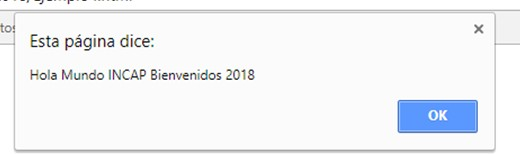 Esta página dice:
Hola Mundo INCAP Bienvenidos 2018
OK